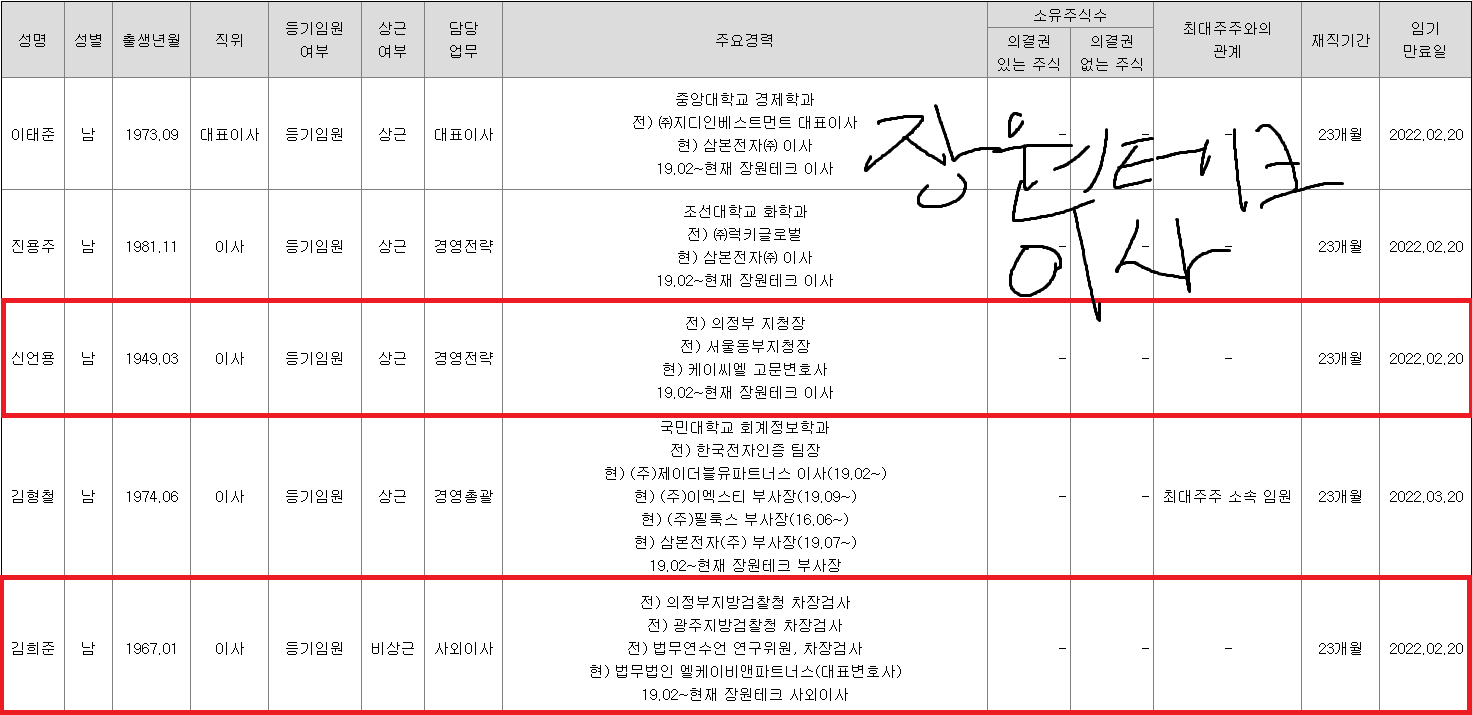 성명 성별 출생년월 직위 등기임원 여부 상근 여부 담당 업무 주요경력 소유주식수 최대주주와의 관계 재직기간 임기 만료일
의결권 있는 주식 의결권 없는 주식
이태준 남 1973.09 대표이사 등기임원 상근 대표이사
중앙대학교 경제학과
전) ㈜지디인베스트먼트 대표이사
현) 삼본전자㈜ 이사
19.02~현재 장원테크 이사
- - - 23개월 2022.02.20
장원테크
이사
진용주 남 1981.11 이사 등기임원 상근 경영전략
조선대학교 화학과
전) ㈜럭키글로벌
현) 삼본전자㈜ 이사
19.02~현재 장원테크 이사
- - - 23개월 2022.02.20
신언용 남 1949.03 이사 등기임원 상근 경영전략
전) 의정부 지청장
전) 서울동부지청장
현) 케이씨엘 고문변호사
19.02~현재 장원테크 이사
- - - 23개월 2022.02.20
김형철 남 1974.06 이사 등기임원 상근 경영총괄
국민대학교 회계정보학과
전) 한국전자인증 팀장
현) (주)제이더블유파트너스 이사(19.02~)
현) (주)이엑스티 부사장(19.09~)
현) (주)필룩스 부사장(16.06~)
현) 삼본전자(주) 부사장(19.07~)
19.02~현재 장원테크 부사장
- - 최대주주 소속 임원 23개월 2022.03.20
김희준 남 1967.01 이사 등기임원 비상근 사외이사
전) 의정부지방검찰청 차장검사
전) 광주지방검찰청 차장검사
전) 법무연수언 연구위원, 차장검사
현) 법무법인 엘케이비앤파트너스(대표변호사)
19.02~현재 장원테크 사외이사
- - - 23개월 2022.02.20